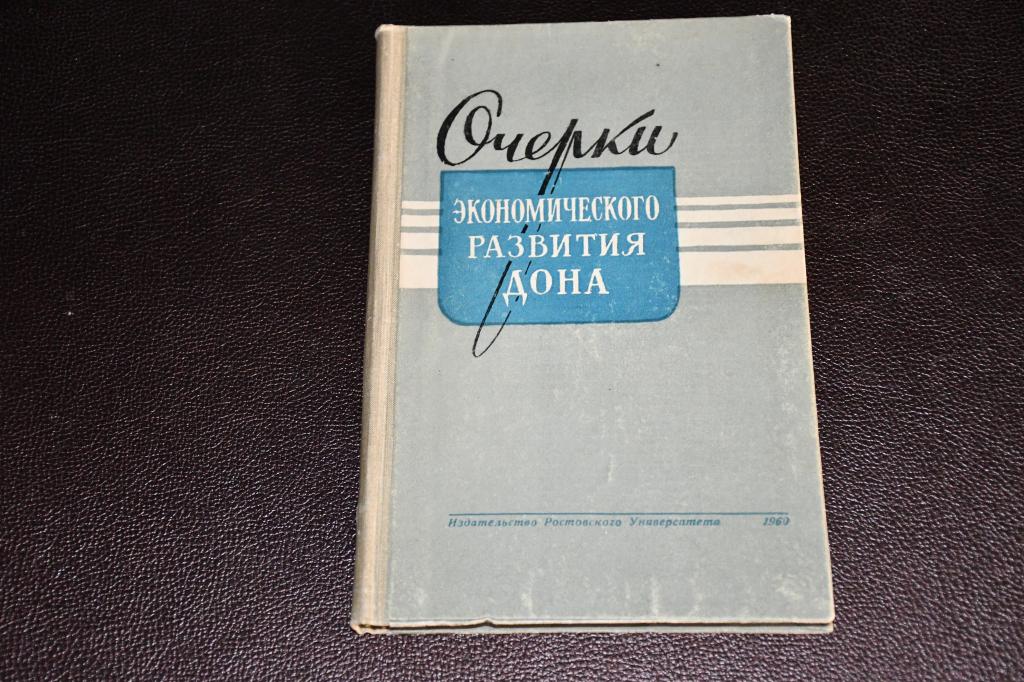 Очерки
ЭКОНОМИЧЕСКОГО
РАЗВИТИЯ
ДОНА
Издательство Ростовского Университета 1960